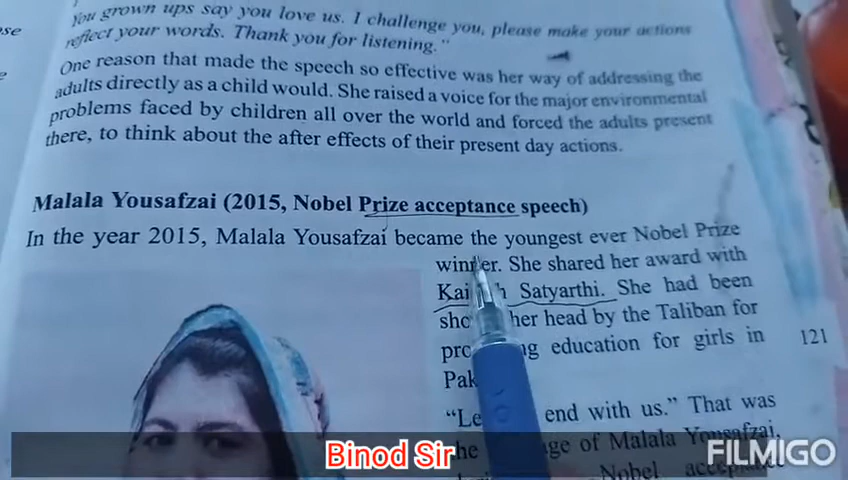 You grown ups say you love us. I challenge you, please make your actions
reflect your words. Thank you for listening."
One reason that made the speech so effective was her way of addressing the
adults directly as a child would. She raised a voice for the major environmental
problems faced by children all over the world and forced the adults present
there, to think about the after effects of their present day actions.
Malala Yousafzai (2015, Nobel Prize acceptance speech)
In the year 2015, Malala Yousafzai became the youngest ever Nobel Prize
winner. She shared her award with
Satyarthi. She had been
her head by the Taliban for
education for girls in
121
end with us." That was
of Malala Yousafzai,
Nobel
Binod Sir
FILMIGO